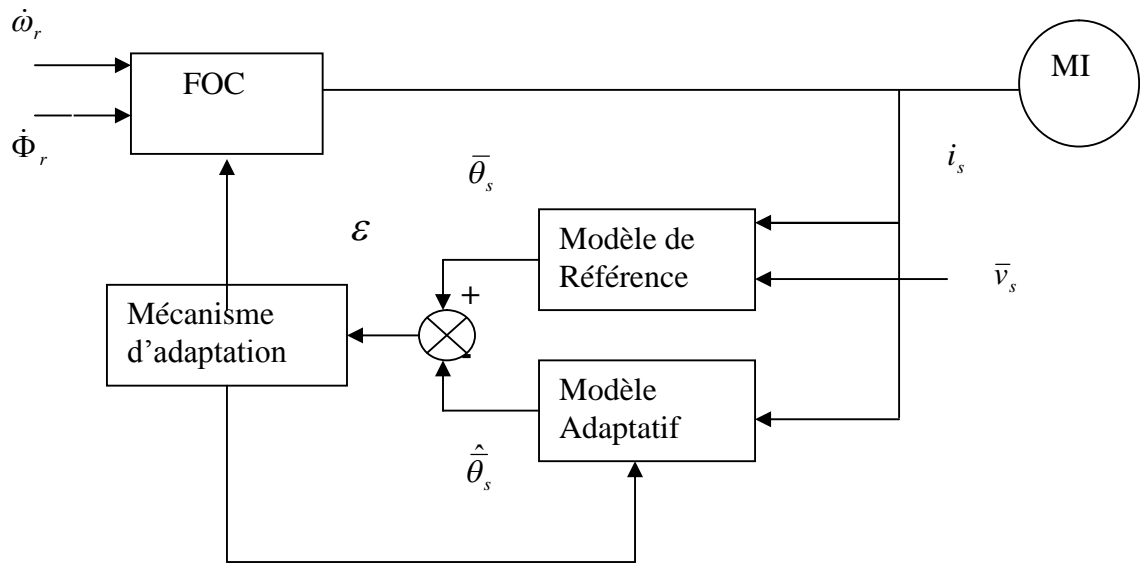 ω̇_r
FOC
MI
Φ̇_r
i_s
θ̄_s
ε
Modèle de
Référence
v̄_s
+
Mécanisme
d’adaptation
-
Modèle
Adaptatif
θ̄̂_s